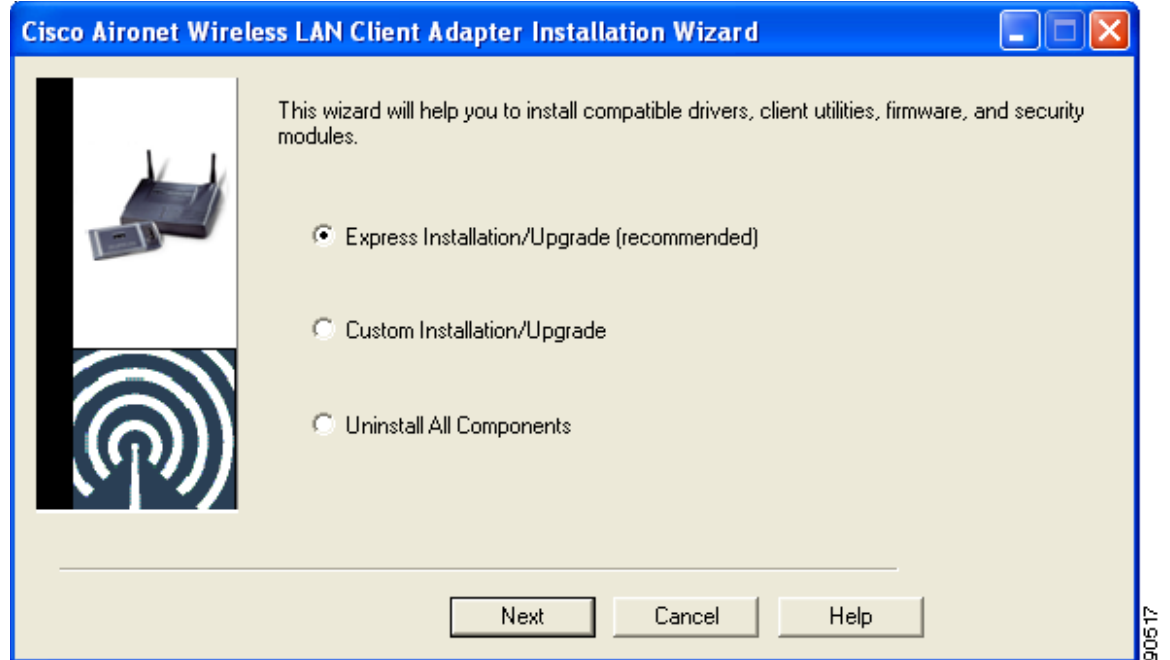 Cisco Aironet Wireless LAN Client Adapter Installation Wizard
This wizard will help you to install compatible drivers, client utilities, firmware, and security
modules.
Express Installation/Upgrade (recommended)
Custom Installation/Upgrade
Uninstall All Components
Next
Cancel
Help
90517